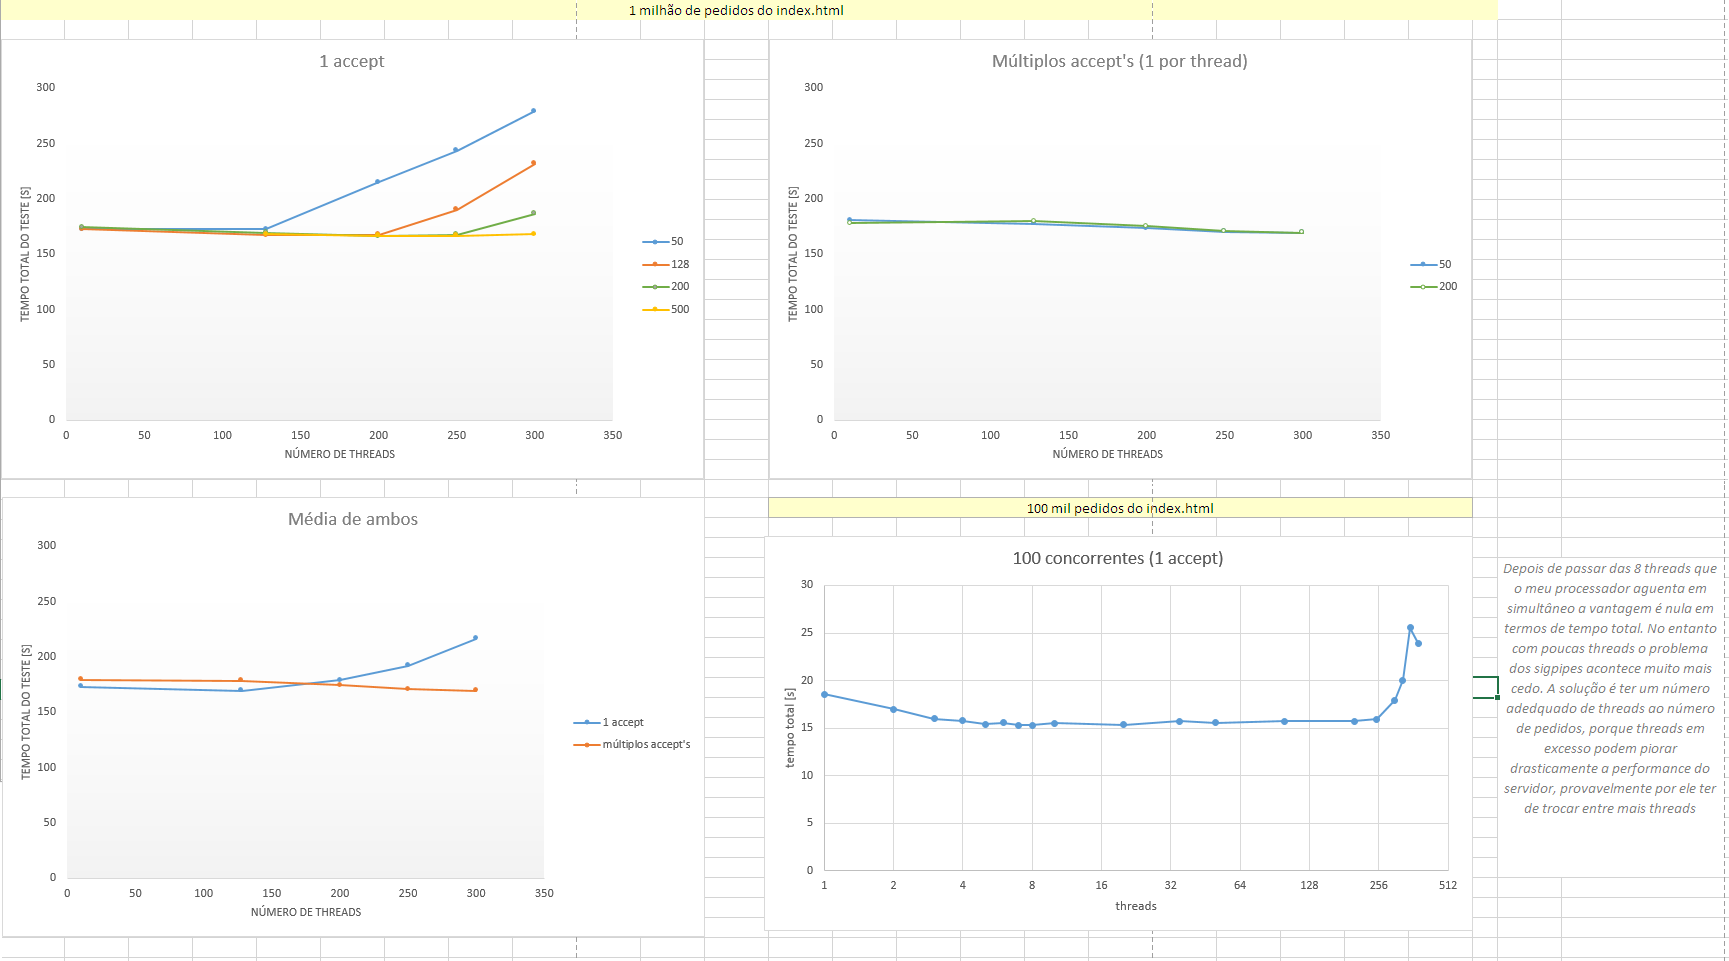 1 milhão de pedidos do index.html
1 accept
300
250
200
150
100
50
0
TEMPO TOTAL DO TESTE [S]
0 50 100 150 200 250 300 350
NÚMERO DE THREADS
50
128
200
500
Múltiplos accept's (1 por thread)
300
250
200
150
100
50
0
TEMPO TOTAL DO TESTE [S]
0 50 100 150 200 250 300 350
NÚMERO DE THREADS
50
200
Média de ambos
300
250
200
150
100
50
0
TEMPO TOTAL DO TESTE [S]
0 50 100 150 200 250 300 350
NÚMERO DE THREADS
1 accept
múltiplos accept's
100 mil pedidos do index.html
100 concorrentes (1 accept)
30
25
20
15
10
5
0
tempo total [s]
1 2 4 8 16 32 64 128 256 512
threads
Depois de passar das 8 threads que
o meu processador aguenta em
simultâneo a vantagem é nula em
termos de tempo total. No entanto
com poucas threads o problema
dos sigpipes acontece muito mais
cedo. A solução é ter um número
adedquado de threads ao número
de pedidos, porque threads em
excesso podem piorar
drasticamente a performance do
servidor, provavelmente por ele ter
de trocar entre mais threads